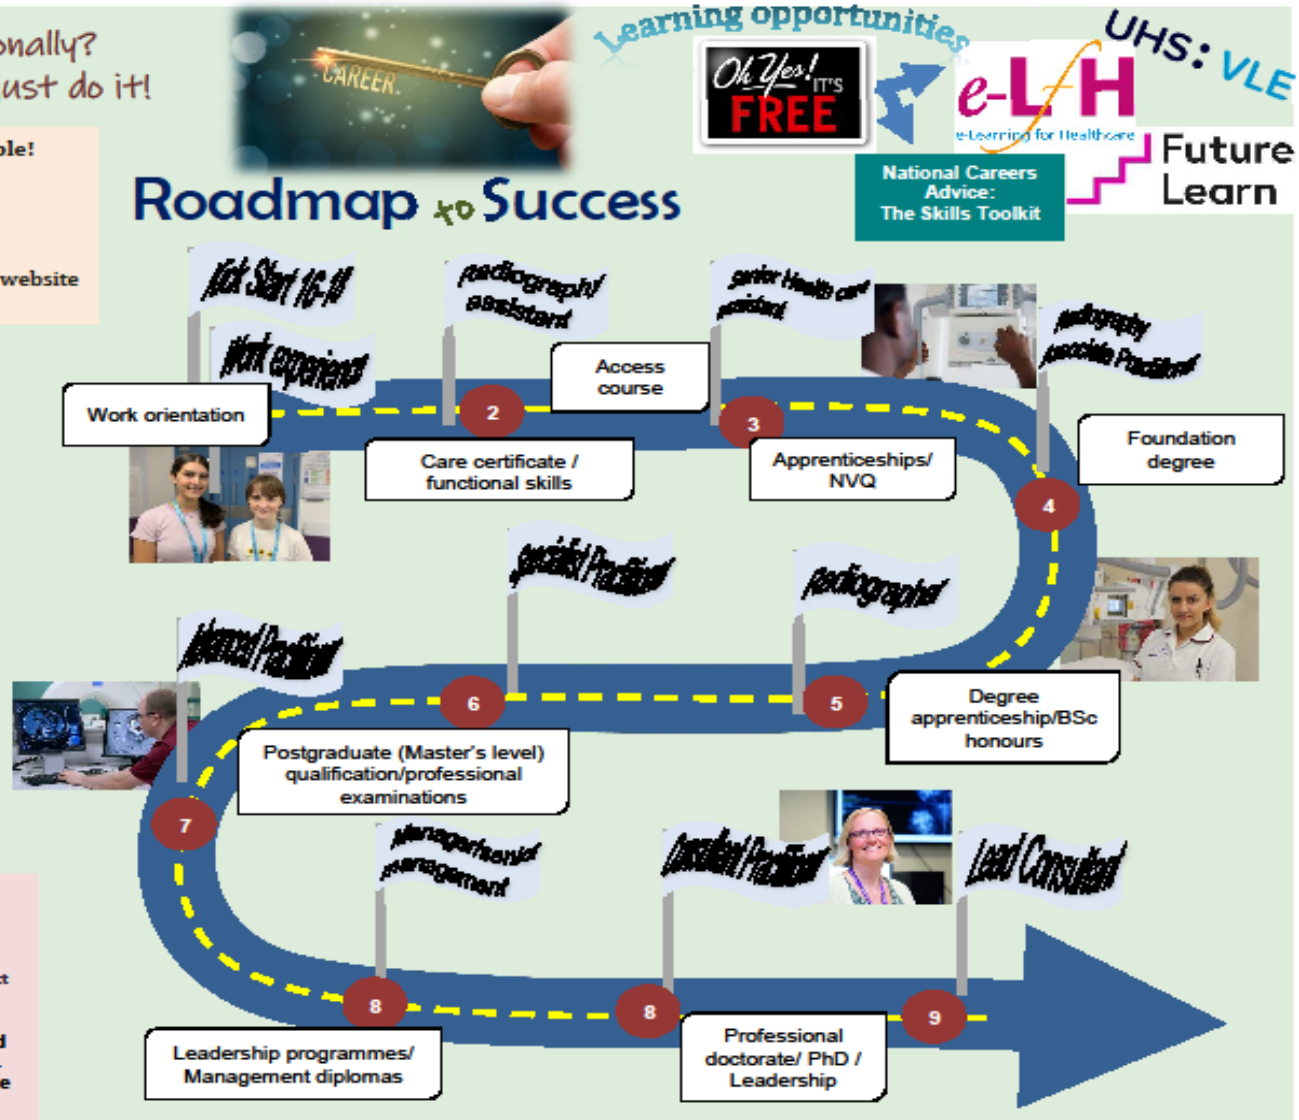 onally?
ust do it!
ble!
website
CAREER
Learning opportunities
Oh Yes! IT'S
FREE
e-LfH
e-Learning for Healthcare
UHS: VLE
National Careers
Advice:
The Skills Toolkit
Future
Learn
Roadmap to Success
Kick Start 16-18
Work experience
assistant
Senior Health care
assistant
Radiography
Associate Practitioner
Work orientation
2
Access
course
3
Care certificate /
functional skills
Apprenticeships/
NVQ
Foundation
degree
4
Specialist Practitioner
Radiographer
Advanced Practitioner
6
5
Degree
apprenticeship/BSc
honours
Postgraduate (Master's level)
qualification/professional
examinations
7
management
Consultant Practitioner
Lead Consultant
8
8
9
Leadership programmes/
Management diplomas
Professional
doctorate/ PhD /
Leadership
ct
d
e